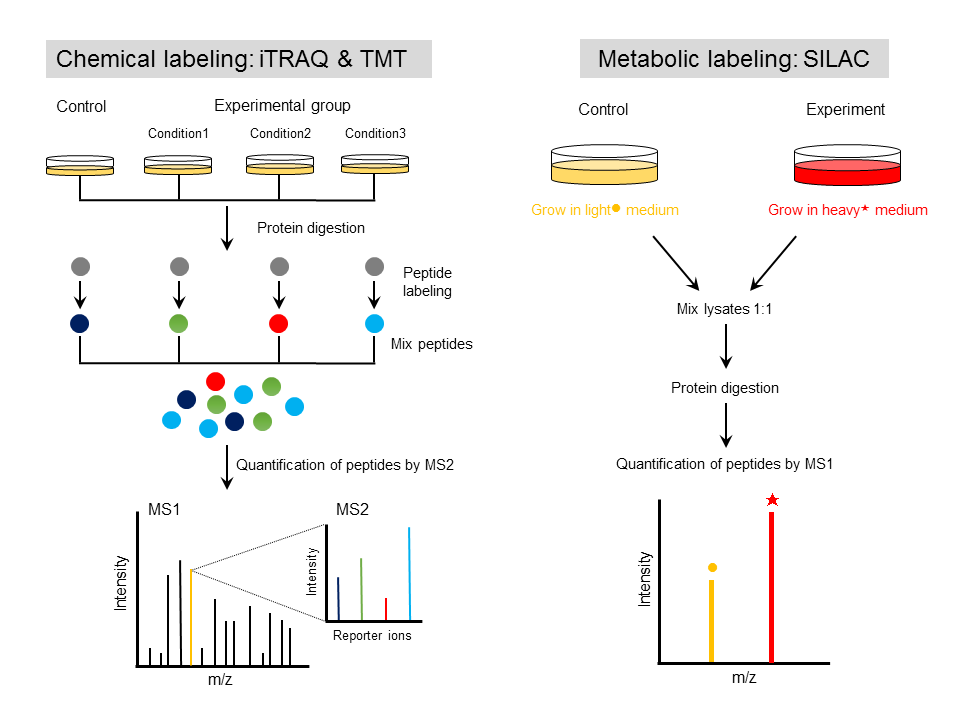 Chemical labeling: iTRAQ & TMT
Control
Experimental group
Condition1
Condition2
Condition3
Protein digestion
Peptide
labeling
Mix peptides
Quantification of peptides by MS2
MS1
MS2
Intensity
Intensity
Reporter ions
m/z
Metabolic labeling: SILAC
Control
Experiment
Grow in light● medium
Grow in heavy★ medium
Mix lysates 1:1
Protein digestion
Quantification of peptides by MS1
Intensity
m/z